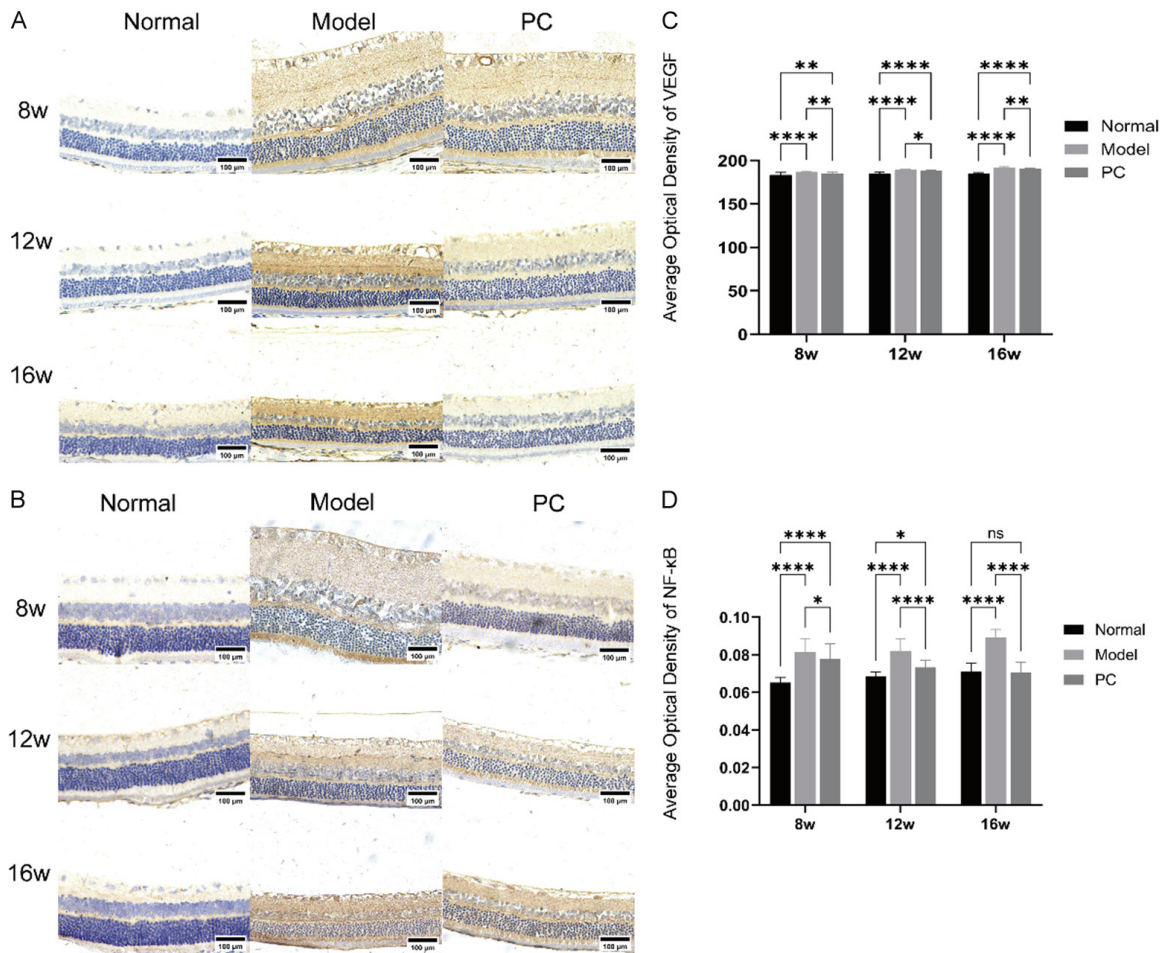 A
Normal Model PC
8w
100 µm 100 µm 100 µm
12w
100 µm 100 µm 100 µm
16w
100 µm 100 µm 100 µm
B
Normal Model PC
8w
100 µm 100 µm 100 µm
12w
100 µm 100 µm 100 µm
16w
100 µm 100 µm 100 µm
C
Average Optical Density of VEGF
200
150
100
50
0
** **** ****
** **
**** **** * ****
8w 12w 16w
Normal
Model
PC
D
Average Optical Density of NF-κB
0.10
0.08
0.06
0.04
0.02
0.00
**** * ns
**** **** ****
* **** **** ****
8w 12w 16w
Normal
Model
PC